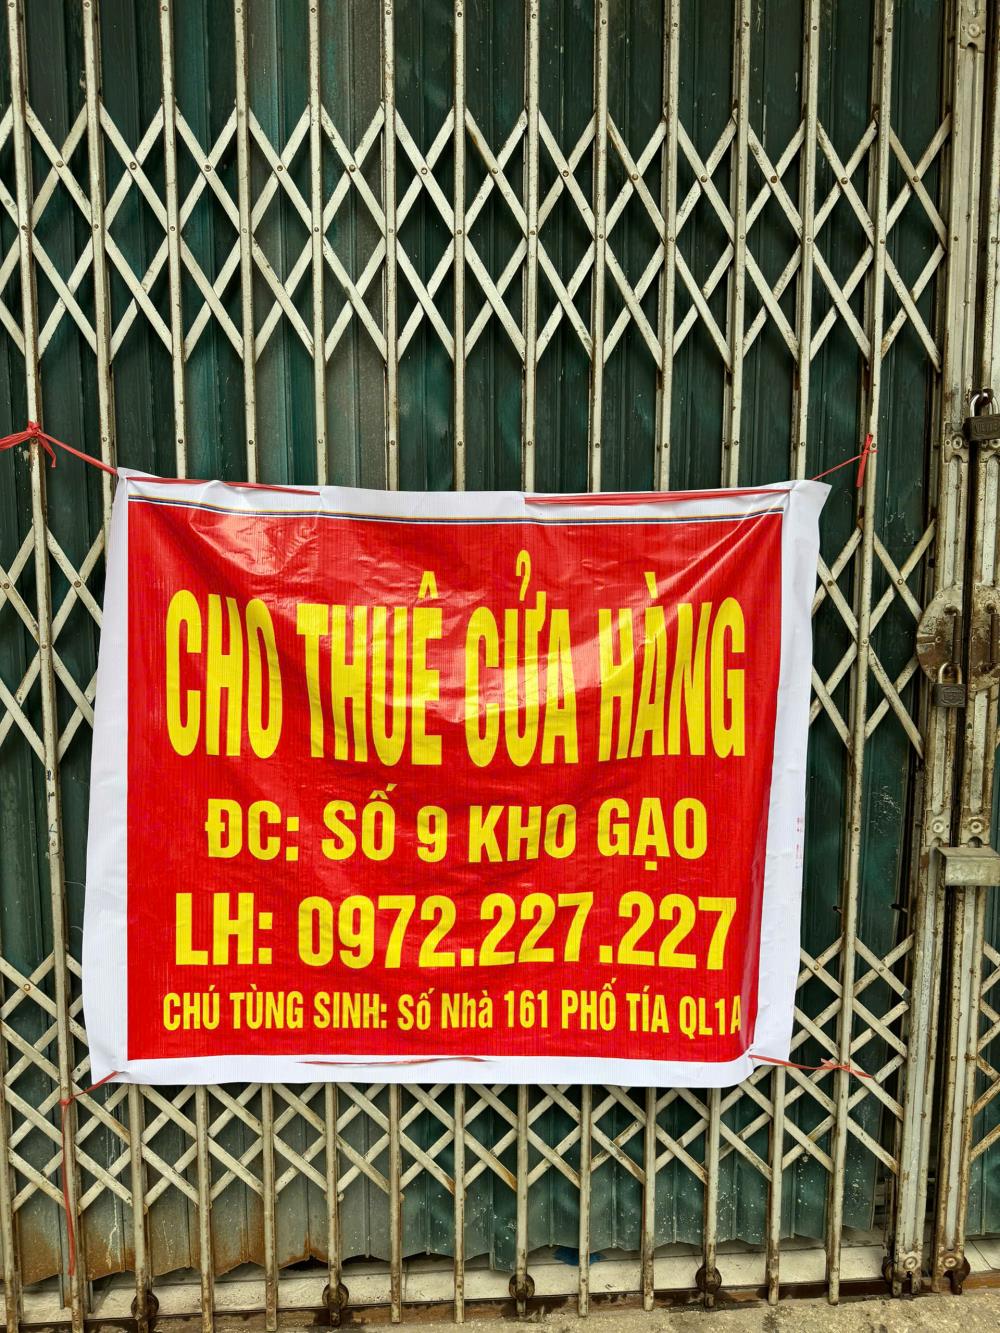 CHO THUÊ CỬA HÀNG
ĐC: SỐ 9 KHO GẠO
LH: 0972.227.227
CHÚ TÙNG SINH: Số Nhà 161 PHỐ TÍA QL1A